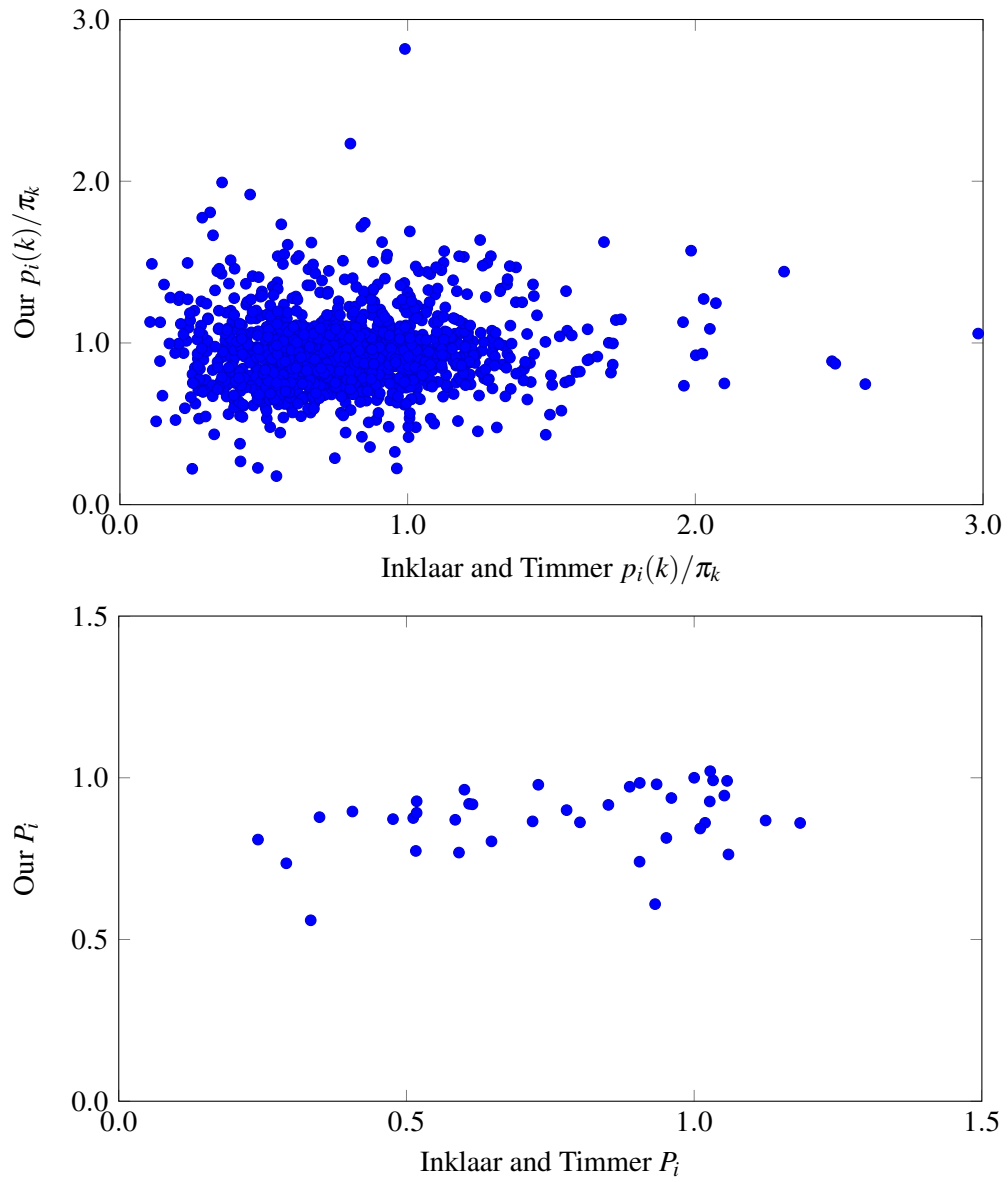 3.0
2.0
1.0
0.0
Our p_i(k)/π_k
0.0 1.0 2.0 3.0
Inklaar and Timmer p_i(k)/π_k
1.5
1.0
0.5
0.0
Our P_i
0.0 0.5 1.0 1.5
Inklaar and Timmer P_i